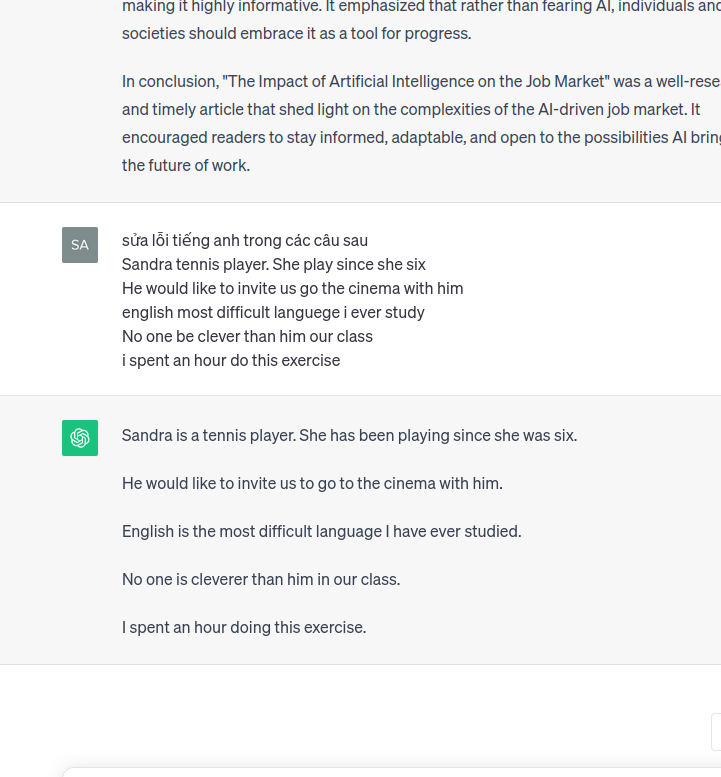 making it highly informative. It emphasized that rather than fearing AI, individuals and
societies should embrace it as a tool for progress.
In conclusion, "The Impact of Artificial Intelligence on the Job Market" was a well-rese
and timely article that shed light on the complexities of the AI-driven job market. It
encouraged readers to stay informed, adaptable, and open to the possibilities AI bring
the future of work.
SA
sửa lỗi tiếng anh trong các câu sau
Sandra tennis player. She play since she six
He would like to invite us go the cinema with him
english most difficult languege i ever study
No one be clever than him our class
i spent an hour do this exercise
Sandra is a tennis player. She has been playing since she was six.
He would like to invite us to go to the cinema with him.
English is the most difficult language I have ever studied.
No one is cleverer than him in our class.
I spent an hour doing this exercise.